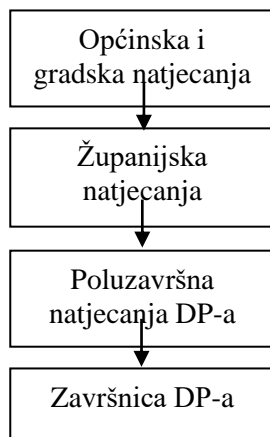 Općinska i
gradska natjecanja
Županijska
natjecanja
Poluzavršna
natjecanja DP-a
Završnica DP-a